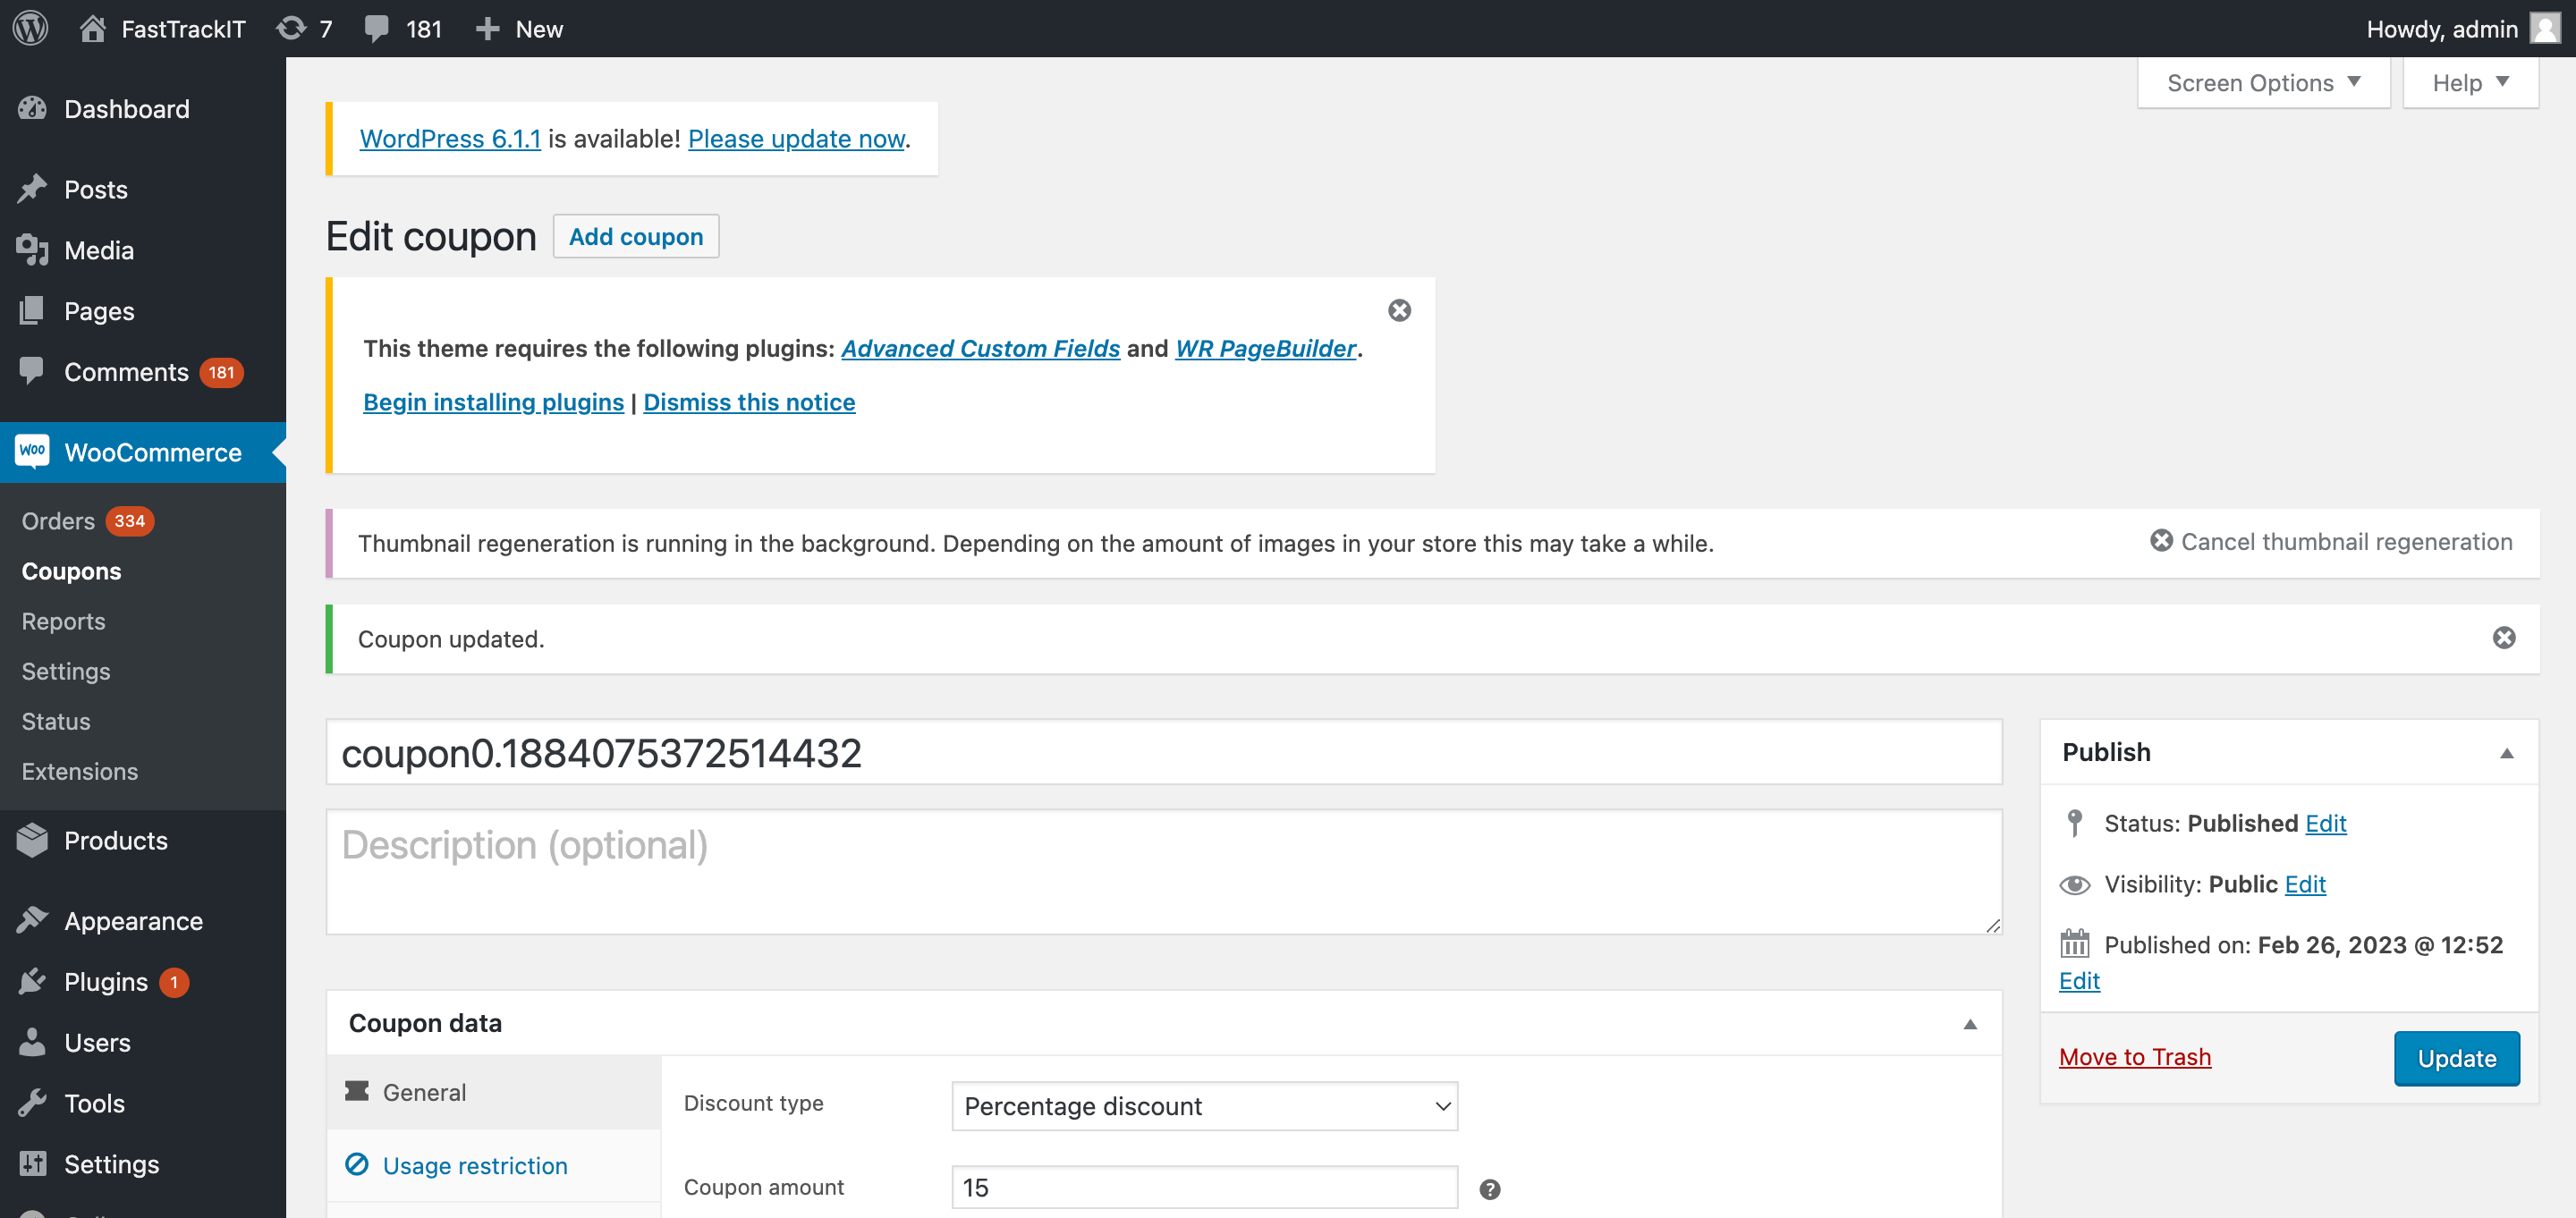 FastTrackIT 7 181 New Howdy, admin
Screen Options Help
Dashboard
Posts
Media
Pages
Comments 181
Woo WooCommerce
Orders 334
Coupons
Reports
Settings
Status
Extensions
Products
Appearance
Plugins 1
Users
Tools
Settings
WordPress 6.1.1 is available! Please update now.
Edit coupon Add coupon
This theme requires the following plugins: Advanced Custom Fields and WR PageBuilder.
Begin installing plugins | Dismiss this notice
Thumbnail regeneration is running in the background. Depending on the amount of images in your store this may take a while. Cancel thumbnail regeneration
Coupon updated.
coupon0.1884075372514432
Description (optional)
Coupon data
General
Usage restriction
Discount type Percentage discount
Coupon amount 15 ?
Publish
Status: Published Edit
Visibility: Public Edit
Published on: Feb 26, 2023 @ 12:52
Edit
Move to Trash Update